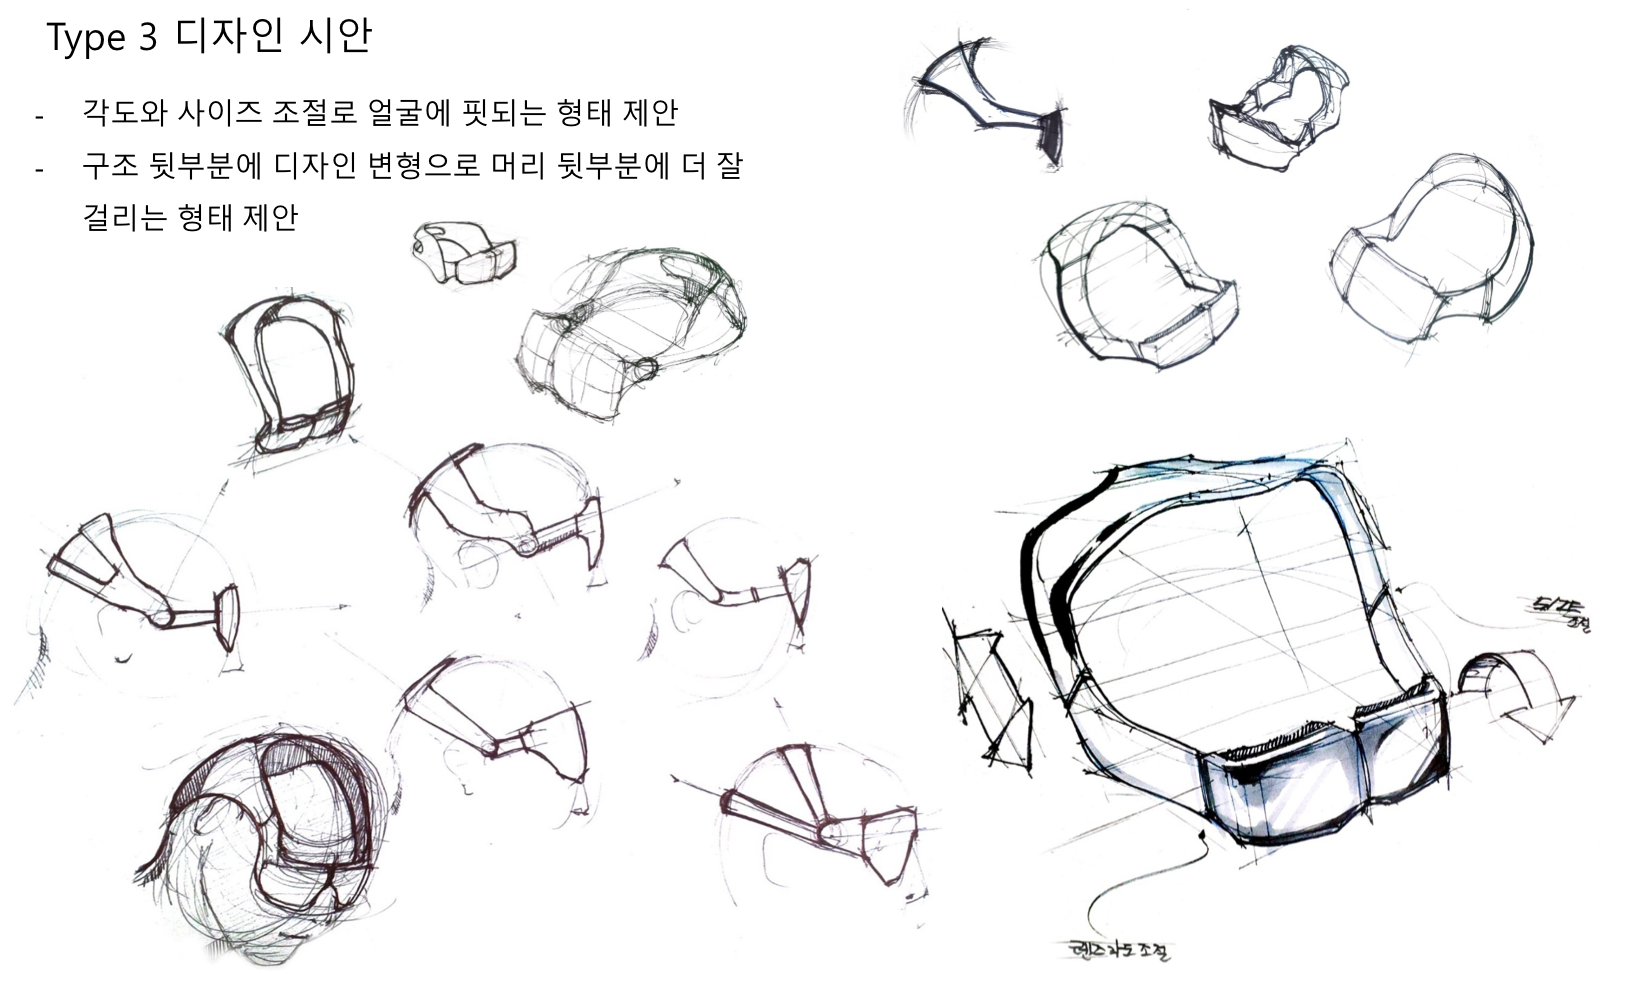 Type 3 디자인 시안
- 각도와 사이즈 조절로 얼굴에 핏되는 형태 제안
- 구조 뒷부분에 디자인 변형으로 머리 뒷부분에 더 잘
걸리는 형태 제안
SIZE
조절
렌즈각도조절